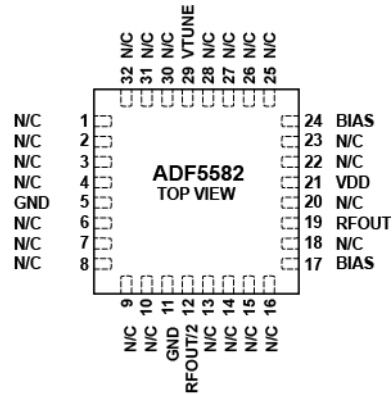 32 N/C
31 N/C
30 N/C
29 VTUNE
28 N/C
27 N/C
26 N/C
25 N/C
N/C 1
N/C 2
N/C 3
N/C 4
GND 5
N/C 6
N/C 7
N/C 8
ADF5582
TOP VIEW
24 BIAS
23 N/C
22 N/C
21 VDD
20 N/C
19 RFOUT
18 N/C
17 BIAS
N/C 9
N/C 10
GND 11
RFOUT/2 12
N/C 13
N/C 14
N/C 15
N/C 16